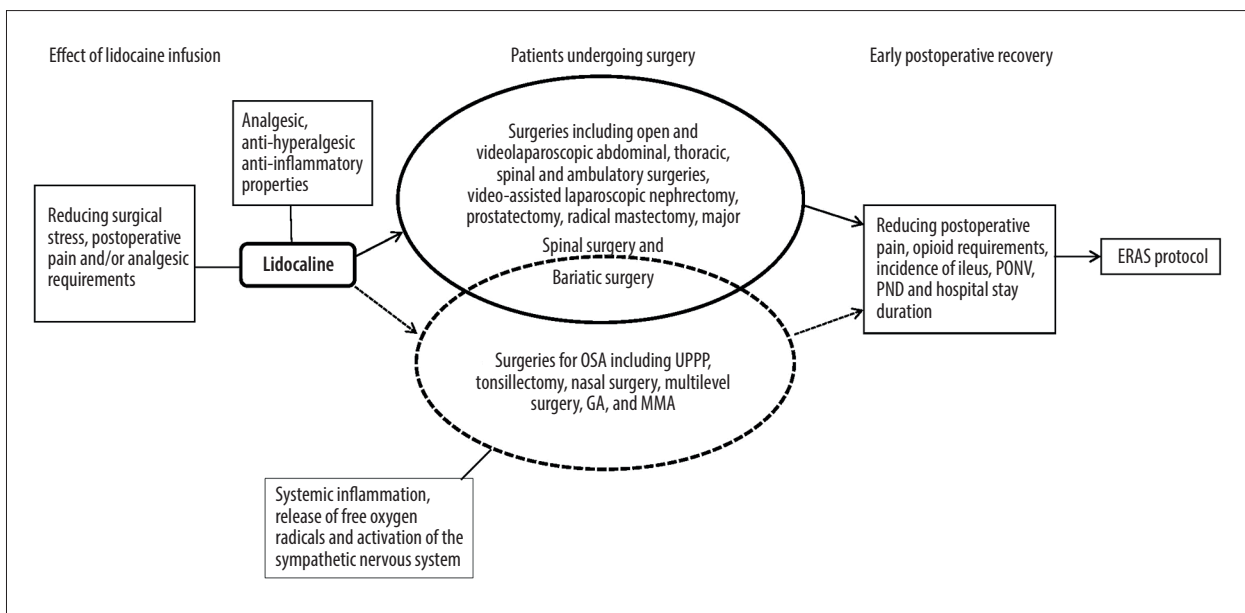 Effect of lidocaine infusion
Patients undergoing surgery
Early postoperative recovery
Analgesic,
anti-hyperalgesic
anti-inflammatory
properties
Reducing surgical
stress, postoperative
pain and/or analgesic
requirements
Lidocaline
Surgeries including open and
videolaparoscopic abdominal, thoracic,
spinal and ambulatory surgeries,
video-assisted laparoscopic nephrectomy,
prostatectomy, radical mastectomy, major
Spinal surgery and
Bariatic surgery
Surgeries for OSA including UPPP,
tonsillectomy, nasal surgery, multilevel
surgery, GA, and MMA
Systemic inflammation,
release of free oxygen
radicals and activation of the
sympathetic nervous system
Reducing postoperative
pain, opioid requirements,
incidence of ileus, PONV,
PND and hospital stay
duration
ERAS protocol